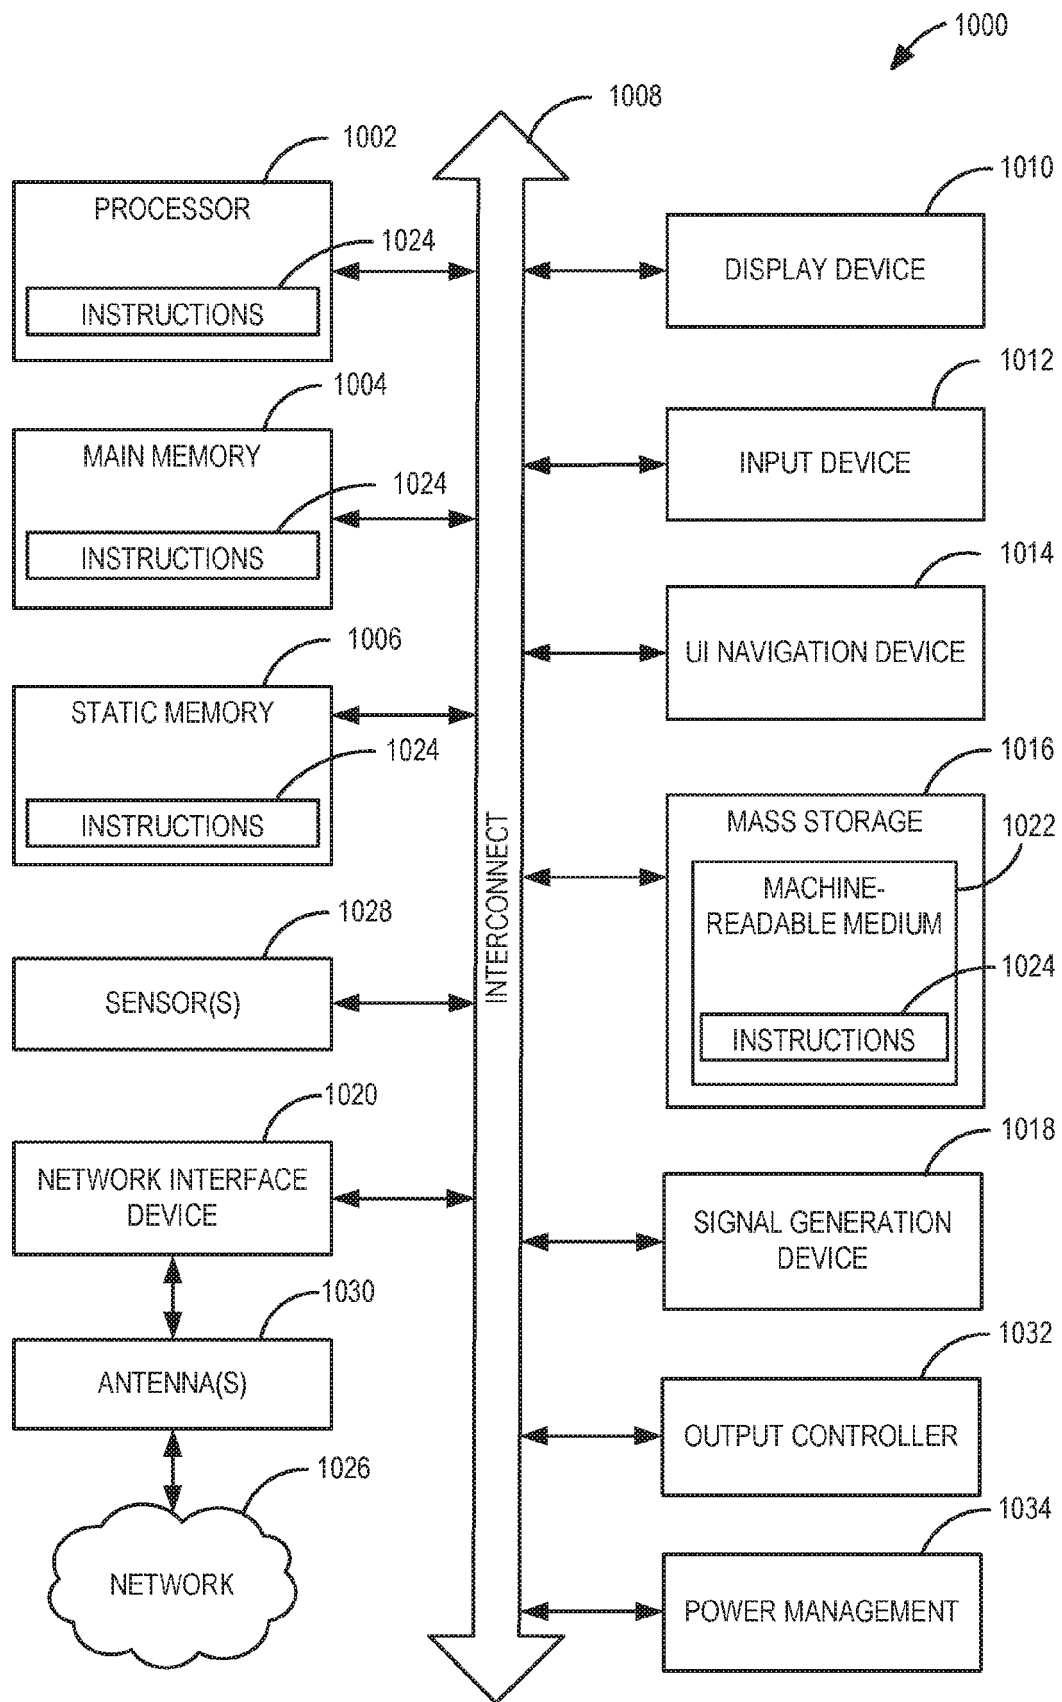 1000
1008
1002
PROCESSOR
1024
INSTRUCTIONS
1004
MAIN MEMORY
1024
INSTRUCTIONS
1006
STATIC MEMORY
1024
INSTRUCTIONS
1028
SENSOR(S)
1020
NETWORK INTERFACE
DEVICE
1030
ANTENNA(S)
1026
NETWORK
INTERCONNECT
1010
DISPLAY DEVICE
1012
INPUT DEVICE
1014
UI NAVIGATION DEVICE
1016
MASS STORAGE
1022
MACHINE-
READABLE MEDIUM
1024
INSTRUCTIONS
1018
SIGNAL GENERATION
DEVICE
1032
OUTPUT CONTROLLER
1034
POWER MANAGEMENT